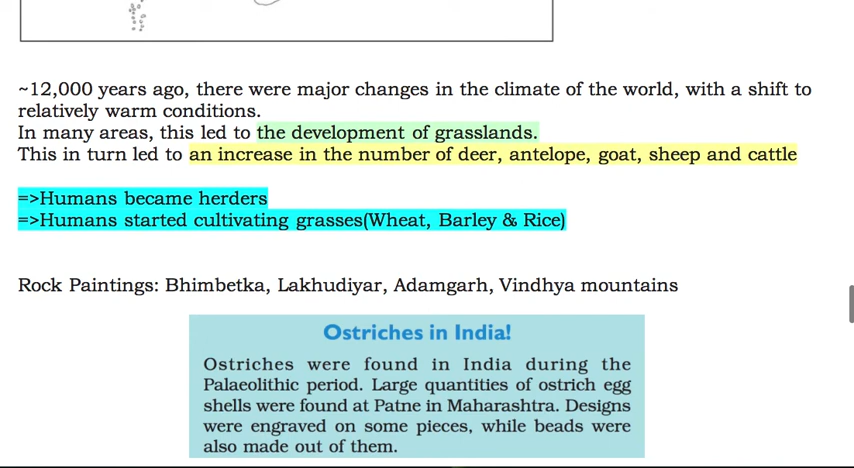 ~12,000 years ago, there were major changes in the climate of the world, with a shift to
relatively warm conditions.
In many areas, this led to the development of grasslands.
This in turn led to an increase in the number of deer, antelope, goat, sheep and cattle
=>Humans became herders
=>Humans started cultivating grasses(Wheat, Barley & Rice)
Rock Paintings: Bhimbetka, Lakhudiyar, Adamgarh, Vindhya mountains
Ostriches in India!
Ostriches were found in India during the
Palaeolithic period. Large quantities of ostrich egg
shells were found at Patne in Maharashtra. Designs
were engraved on some pieces, while beads were
also made out of them.